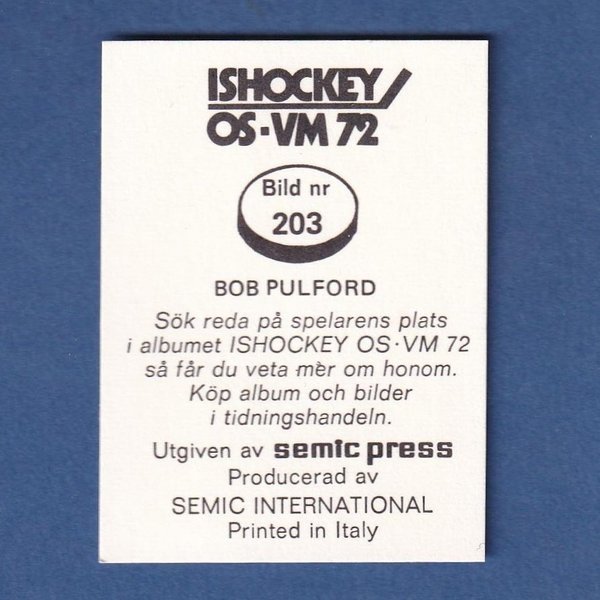 ISHOCKEY
OS·VM 72
Bild nr
203
BOB PULFORD
Sök reda på spelarens plats
i albumet ISHOCKEY OS·VM 72
så får du veta mer om honom.
Köp album och bilder
i tidningshandeln.
Utgiven av semic press
Producerad av
SEMIC INTERNATIONAL
Printed in Italy